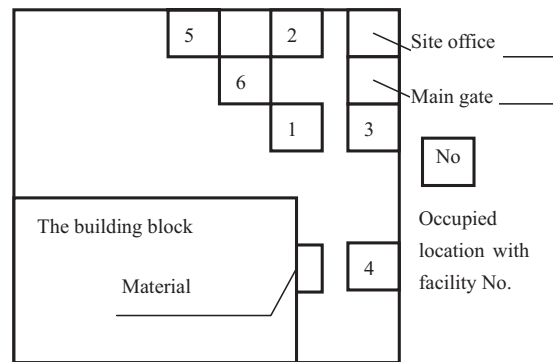 5
2
Site office
6
Main gate
1
3
No
The building block
Occupied
location with
facility No.
4
Material